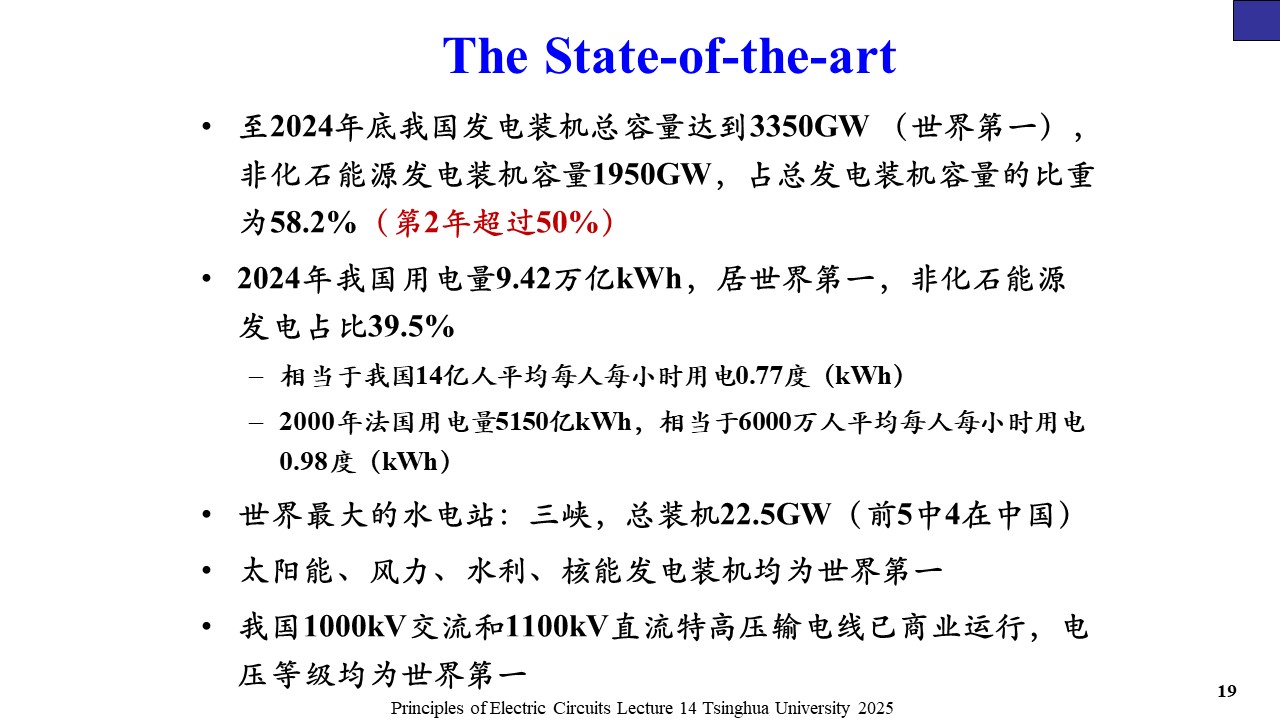 The State-of-the-art
• 至2024年底我国发电装机总容量达到3350GW （世界第一），
非化石能源发电装机容量1950GW，占总发电装机容量的比重
为58.2%（第2年超过50%）
• 2024年我国用电量9.42万亿kWh，居世界第一，非化石能源
发电占比39.5%
– 相当于我国14亿人平均每人每小时用电0.77度（kWh）
– 2000年法国用电量5150亿kWh，相当于6000万人平均每人每小时用电
0.98度（kWh）
• 世界最大的水电站：三峡，总装机22.5GW（前5中4在中国）
• 太阳能、风力、水利、核能发电装机均为世界第一
• 我国1000kV交流和1100kV直流特高压输电线已商业运行，电
压等级均为世界第一
19
Principles of Electric Circuits Lecture 14 Tsinghua University 2025